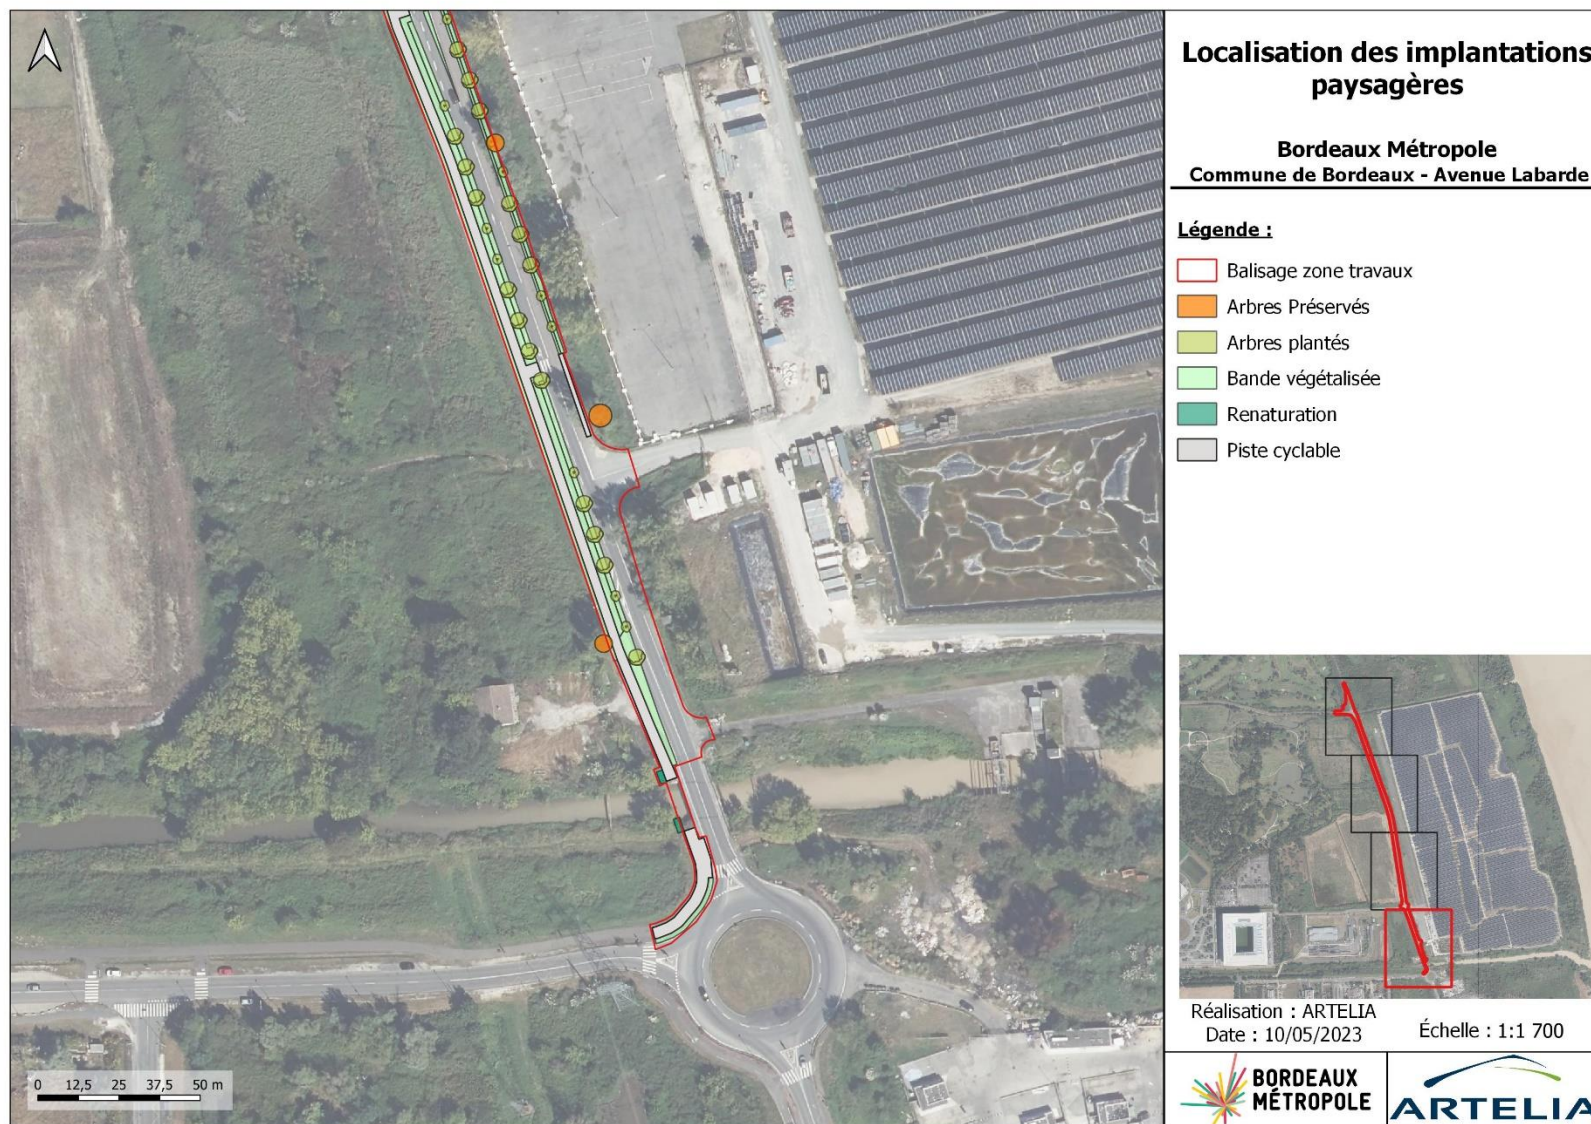 Localisation des implantations
paysagères
Bordeaux Métropole
Commune de Bordeaux - Avenue Labarde
Légende :
Balisage zone travaux
Arbres Préservés
Arbres plantés
Bande végétalisée
Renaturation
Piste cyclable
Réalisation : ARTELIA
Date : 10/05/2023
Échelle : 1:1 700
BORDEAUX
MÉTROPOLE
ARTELIA
0 12,5 25 37,5 50 m